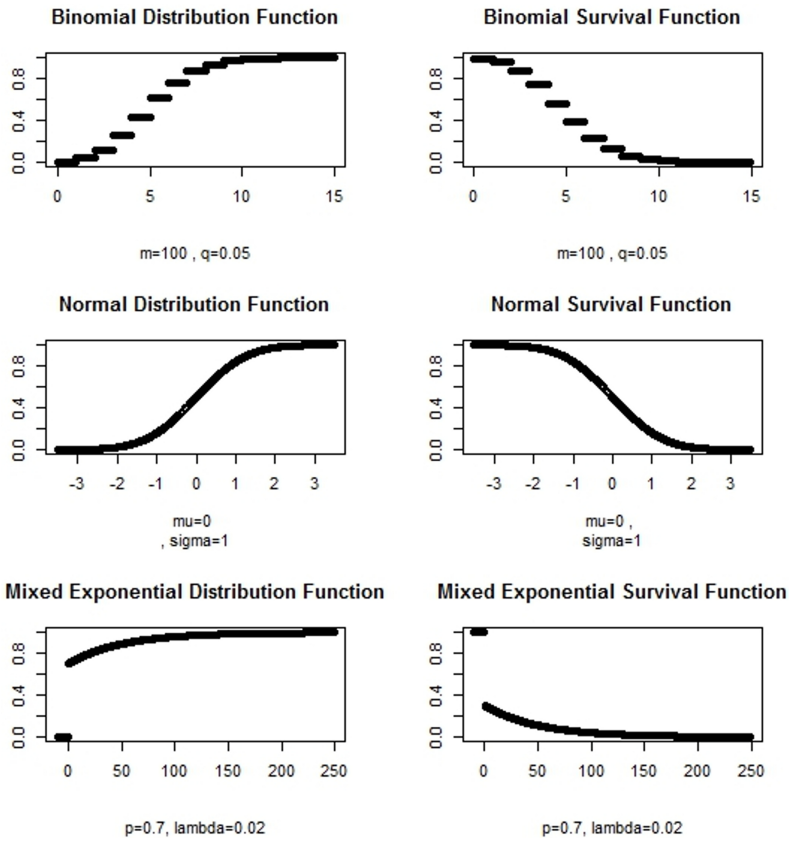 Binomial Distribution Function
Binomial Survival Function
0.0 0.4 0.8
0 5 10 15
m=100 , q=0.05
0.0 0.4 0.8
0 5 10 15
m=100 , q=0.05
Normal Distribution Function
Normal Survival Function
0.0 0.4 0.8
-3 -2 -1 0 1 2 3
mu=0
, sigma=1
0.0 0.4 0.8
-3 -2 -1 0 1 2 3
mu=0 ,
sigma=1
Mixed Exponential Distribution Function
Mixed Exponential Survival Function
0.0 0.4 0.8
0 50 100 150 200 250
p=0.7, lambda=0.02
0.0 0.4 0.8
0 50 100 150 200 250
p=0.7, lambda=0.02